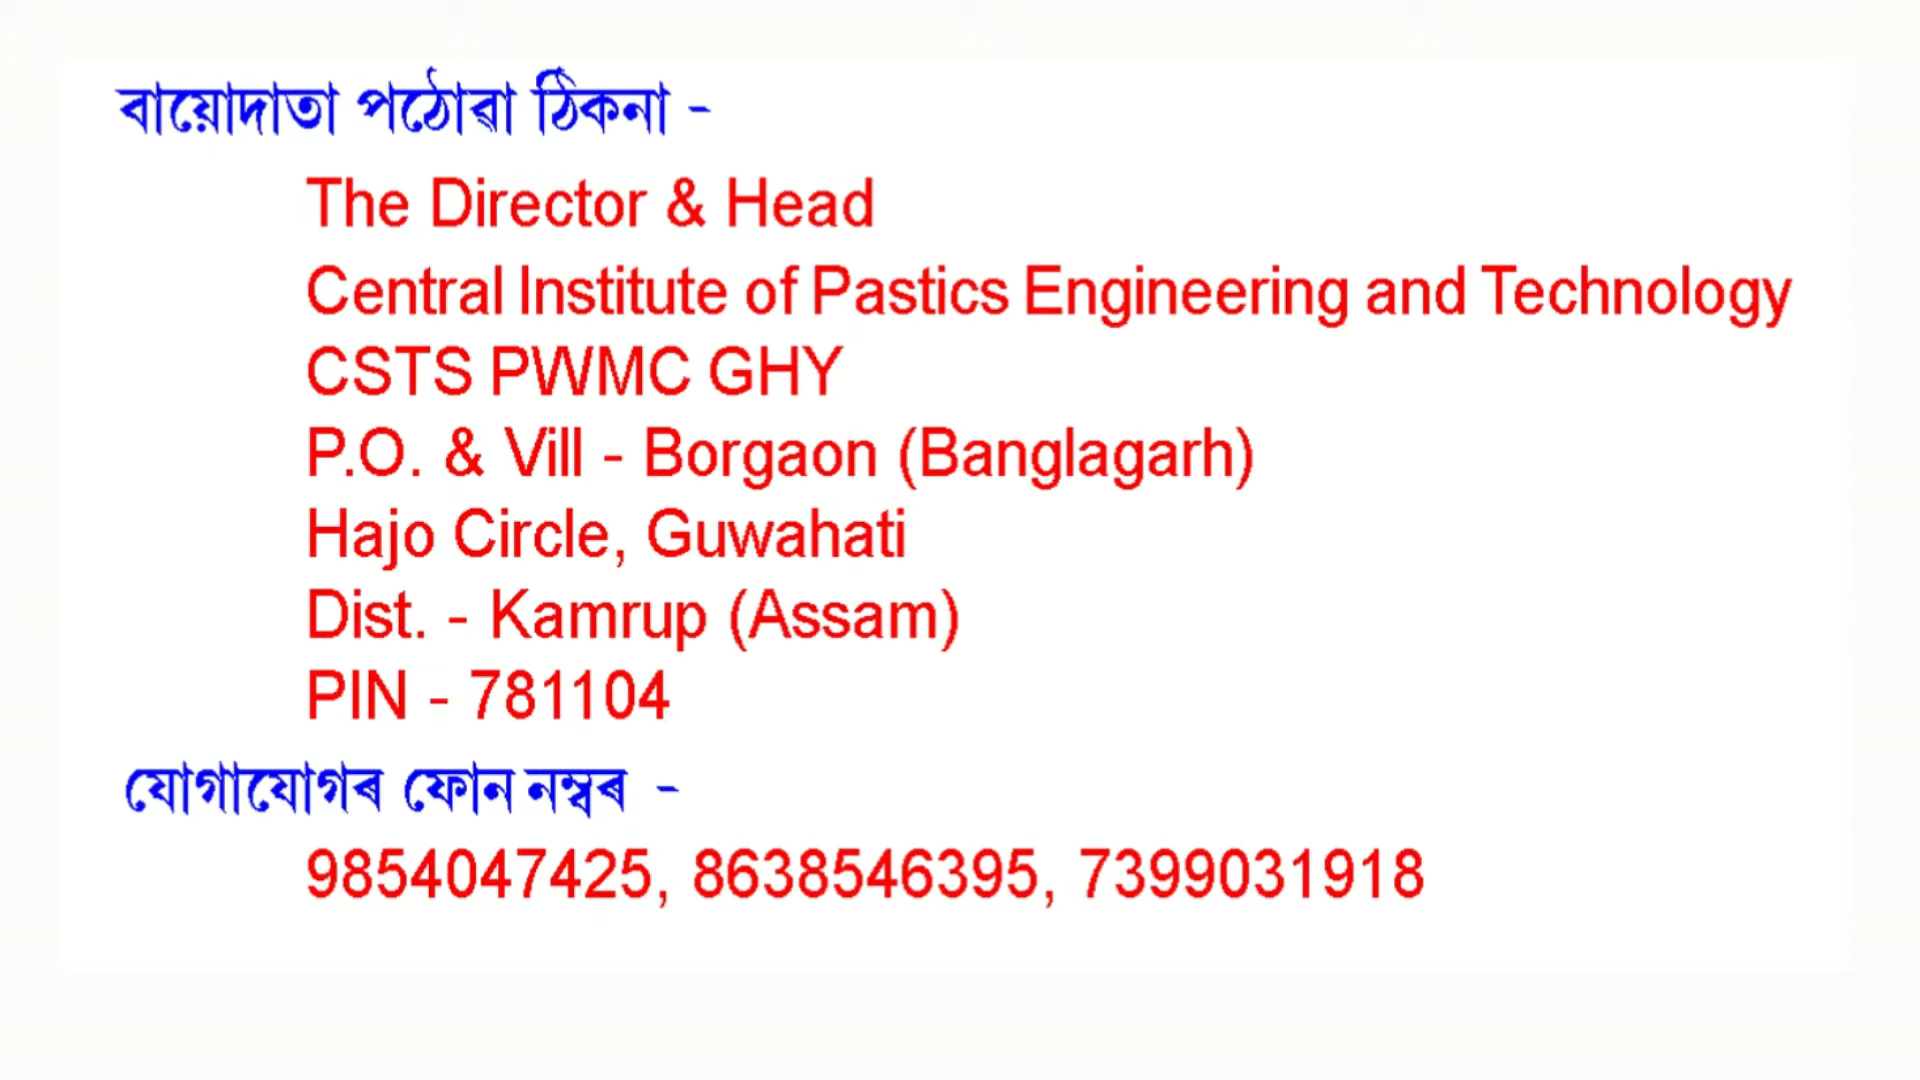 বায়োদাতা পঠোৱা ঠিকনা -
The Director & Head
Central Institute of Pastics Engineering and Technology
CSTS PWMC GHY
P.O. & Vill - Borgaon (Banglagarh)
Hajo Circle, Guwahati
Dist. - Kamrup (Assam)
PIN - 781104
যোগাযোগৰ ফোন নম্বৰ -
9854047425, 8638546395, 7399031918